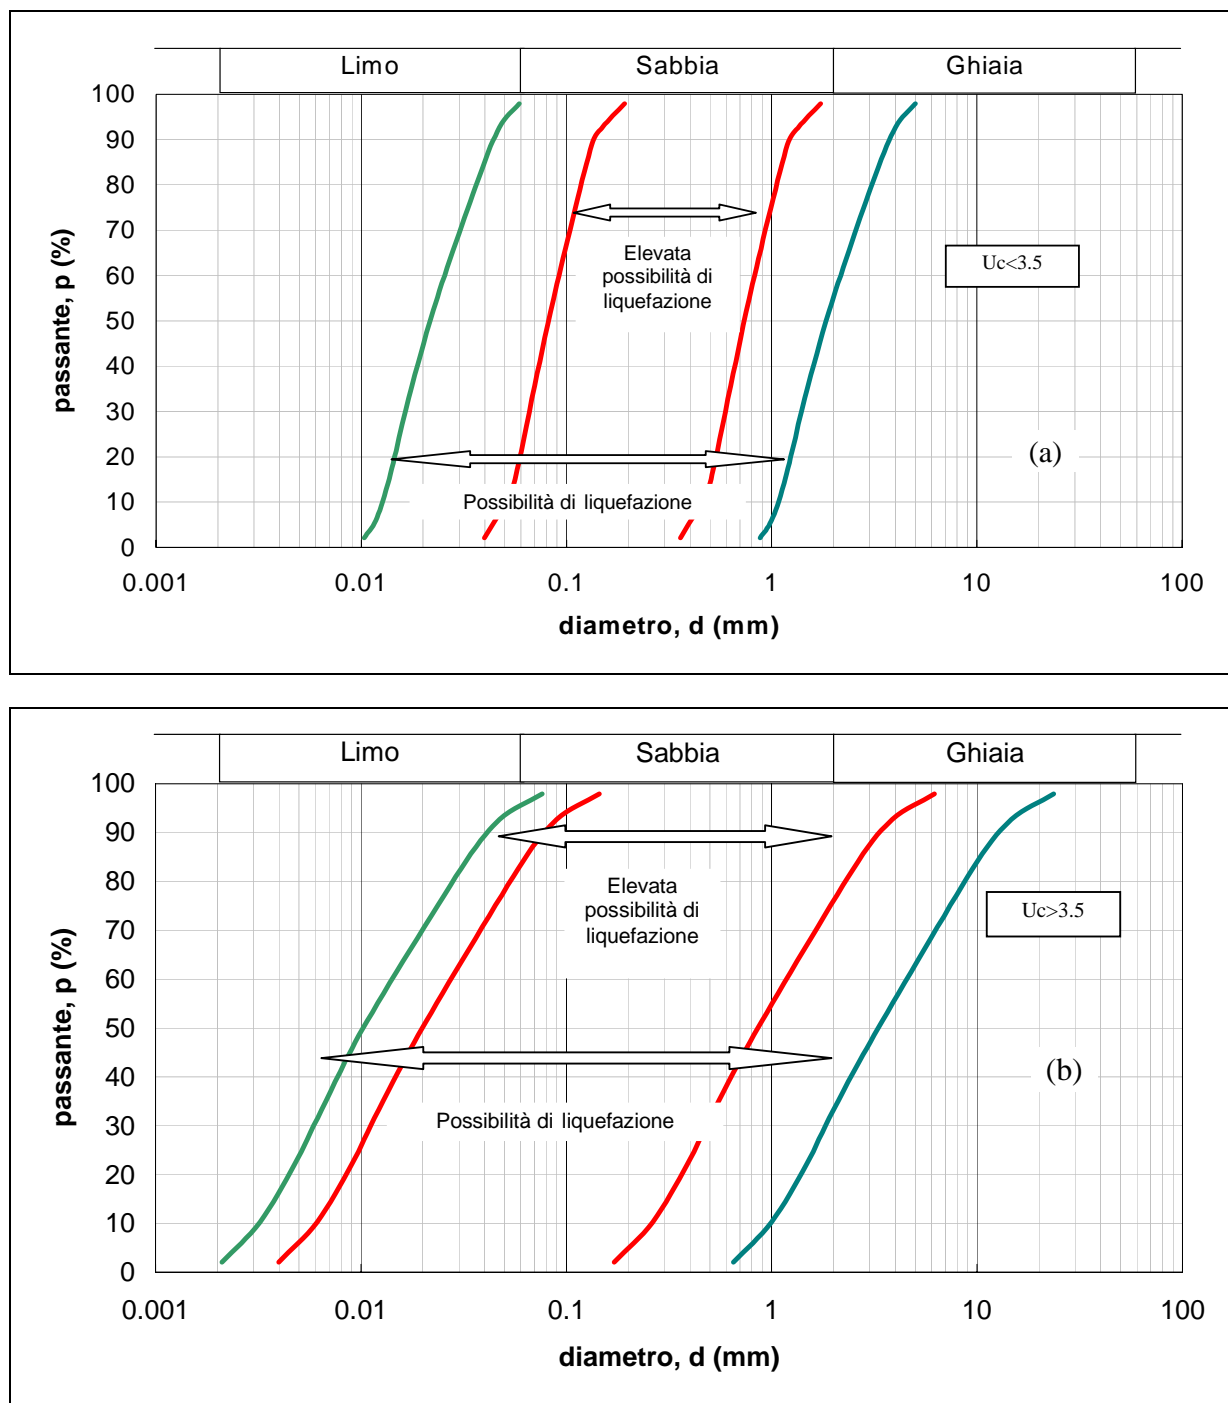 Limo Sabbia Ghiaia
100
90
80
70
60
50
40
30
20
10
0
passante, p (%)
Elevata
possibilità di
liquefazione
Uc<3.5
(a)
Possibilità di liquefazione
0.001 0.01 0.1 1 10 100
diametro, d (mm)
Limo Sabbia Ghiaia
100
90
80
70
60
50
40
30
20
10
0
passante, p (%)
Elevata
possibilità di
liquefazione
Uc>3.5
(b)
Possibilità di liquefazione
0.001 0.01 0.1 1 10 100
diametro, d (mm)